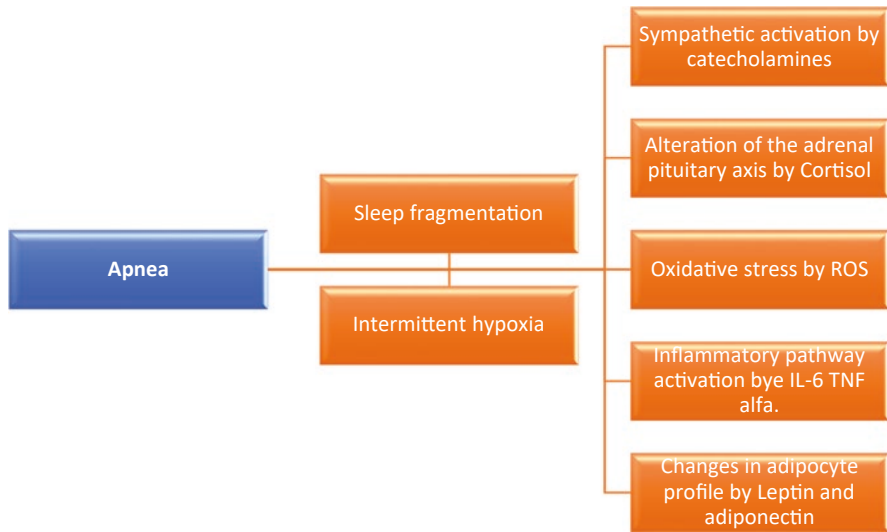 Apnea
Sleep fragmentation
Intermittent hypoxia
Sympathetic activation by
catecholamines
Alteration of the adrenal
pituitary axis by Cortisol
Oxidative stress by ROS
Inflammatory pathway
activation bye IL-6 TNF
alfa.
Changes in adipocyte
profile by Leptin and
adiponectin